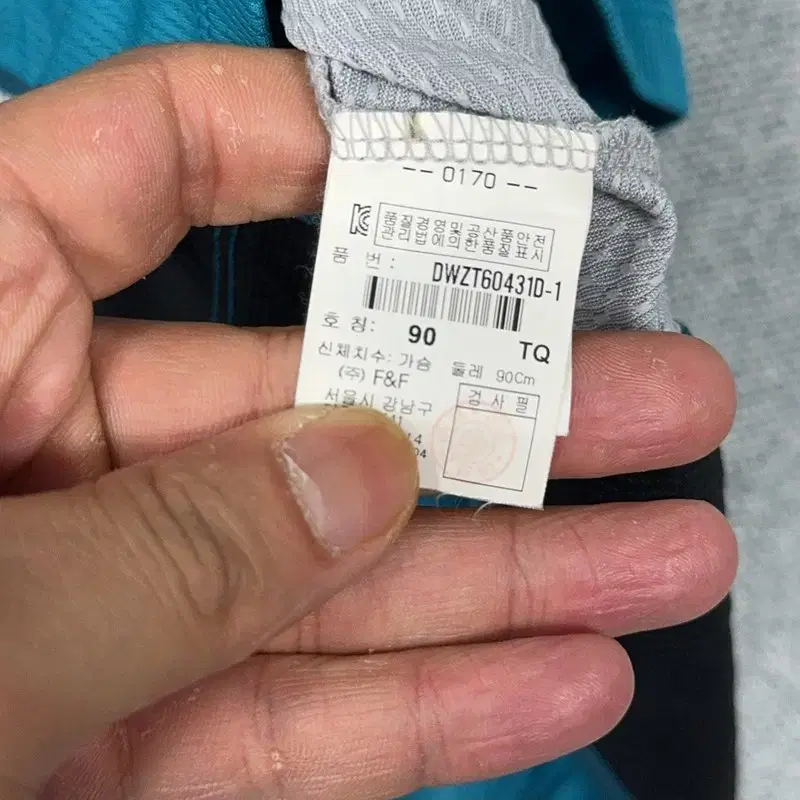 -- 0170 --
품질경영및공산품안전
관리법에의한품질표시
품 번 : DWZT60431D-1
호 칭: 90 TQ
신체치수: 가슴 둘레 90Cm
(주) F&F
서울시 강남구
검 사 필